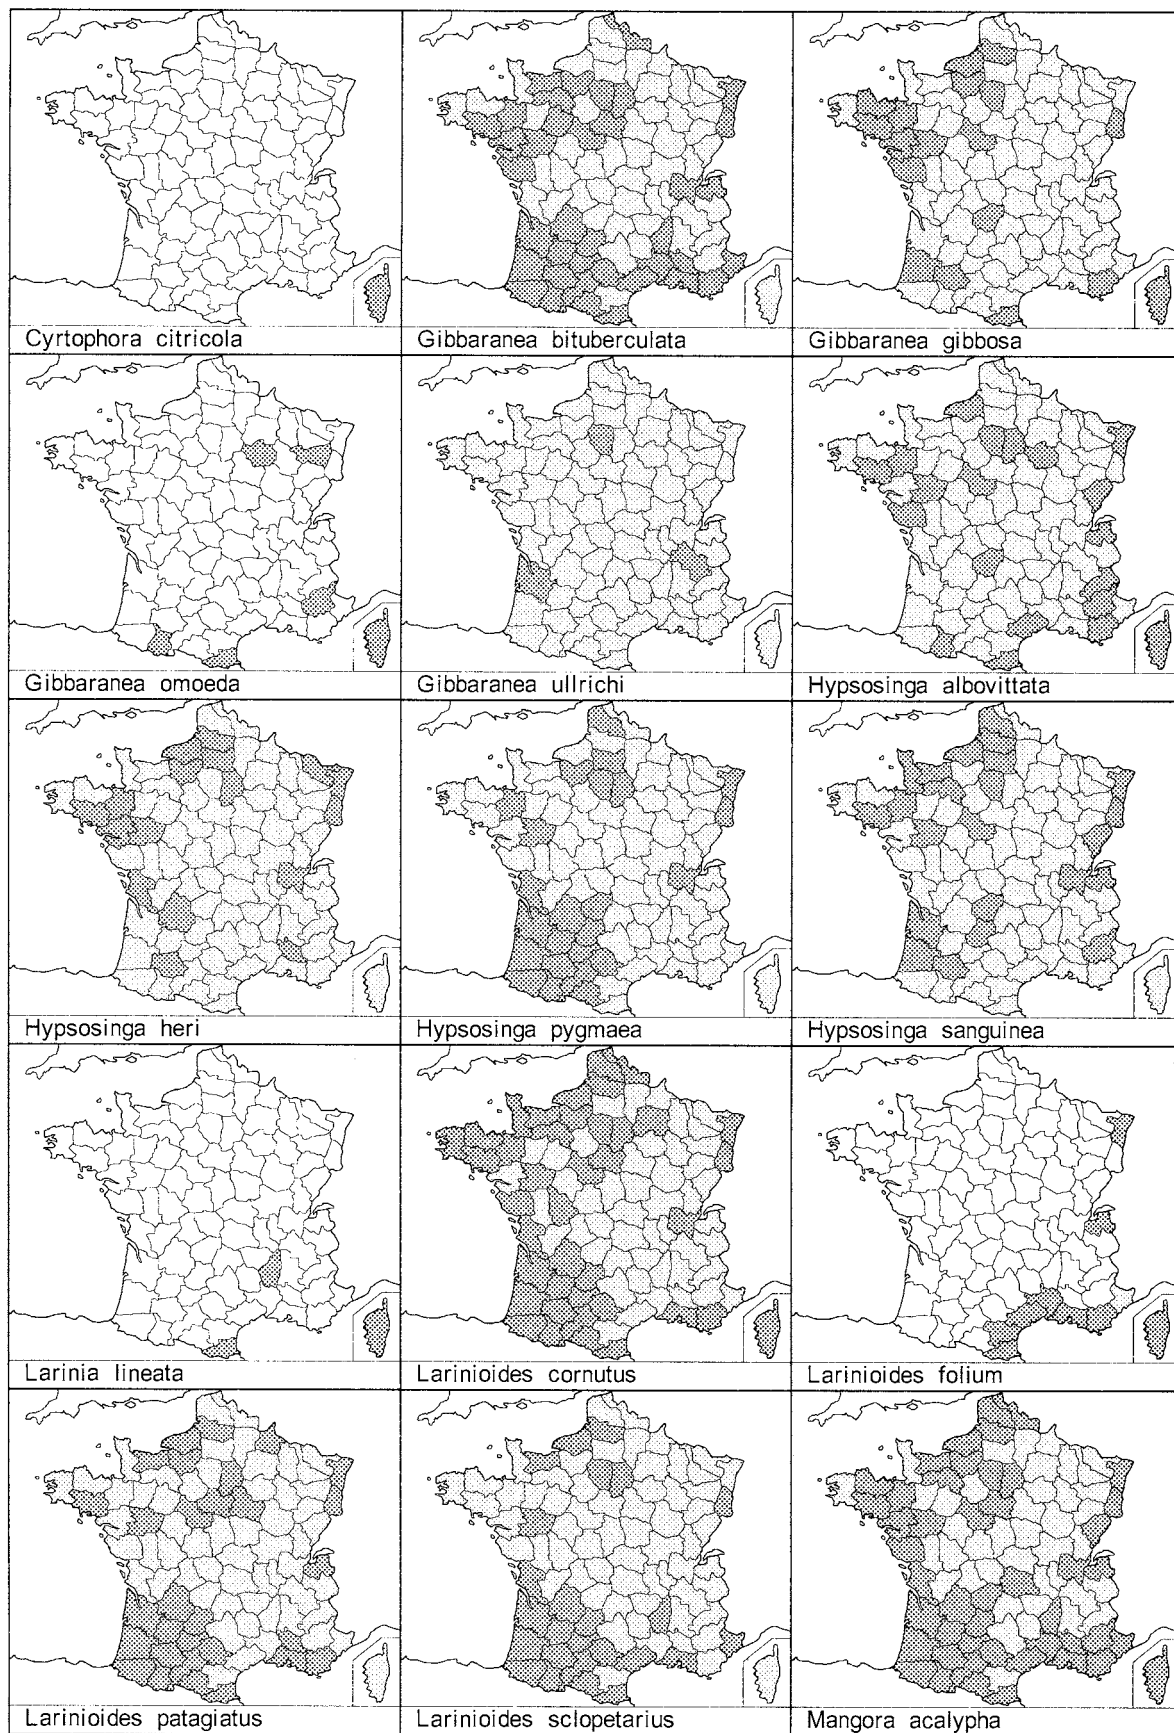 Cyrtophora citricola
Gibbaranea bituberculata
Gibbaranea gibbosa
Gibbaranea omoeda
Gibbaranea ullrichi
Hypsosinga albovittata
Hypsosinga heri
Hypsosinga pygmaea
Hypsosinga sanguinea
Larinia lineata
Larinioides cornutus
Larinioides folium
Larinioides patagiatus
Larinioides sclopetarius
Mangora acalypha